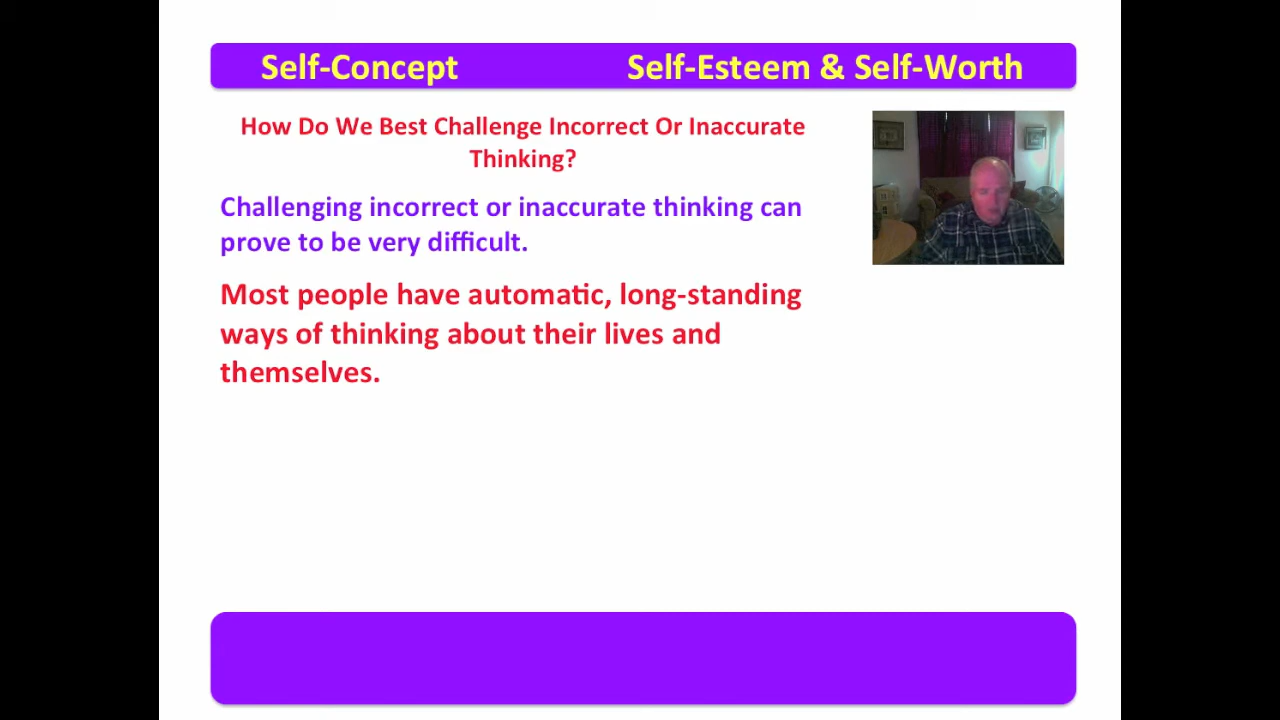 Self-Concept Self-Esteem & Self-Worth
How Do We Best Challenge Incorrect Or Inaccurate
Thinking?
Challenging incorrect or inaccurate thinking can
prove to be very difficult.
Most people have automatic, long-standing
ways of thinking about their lives and
themselves.